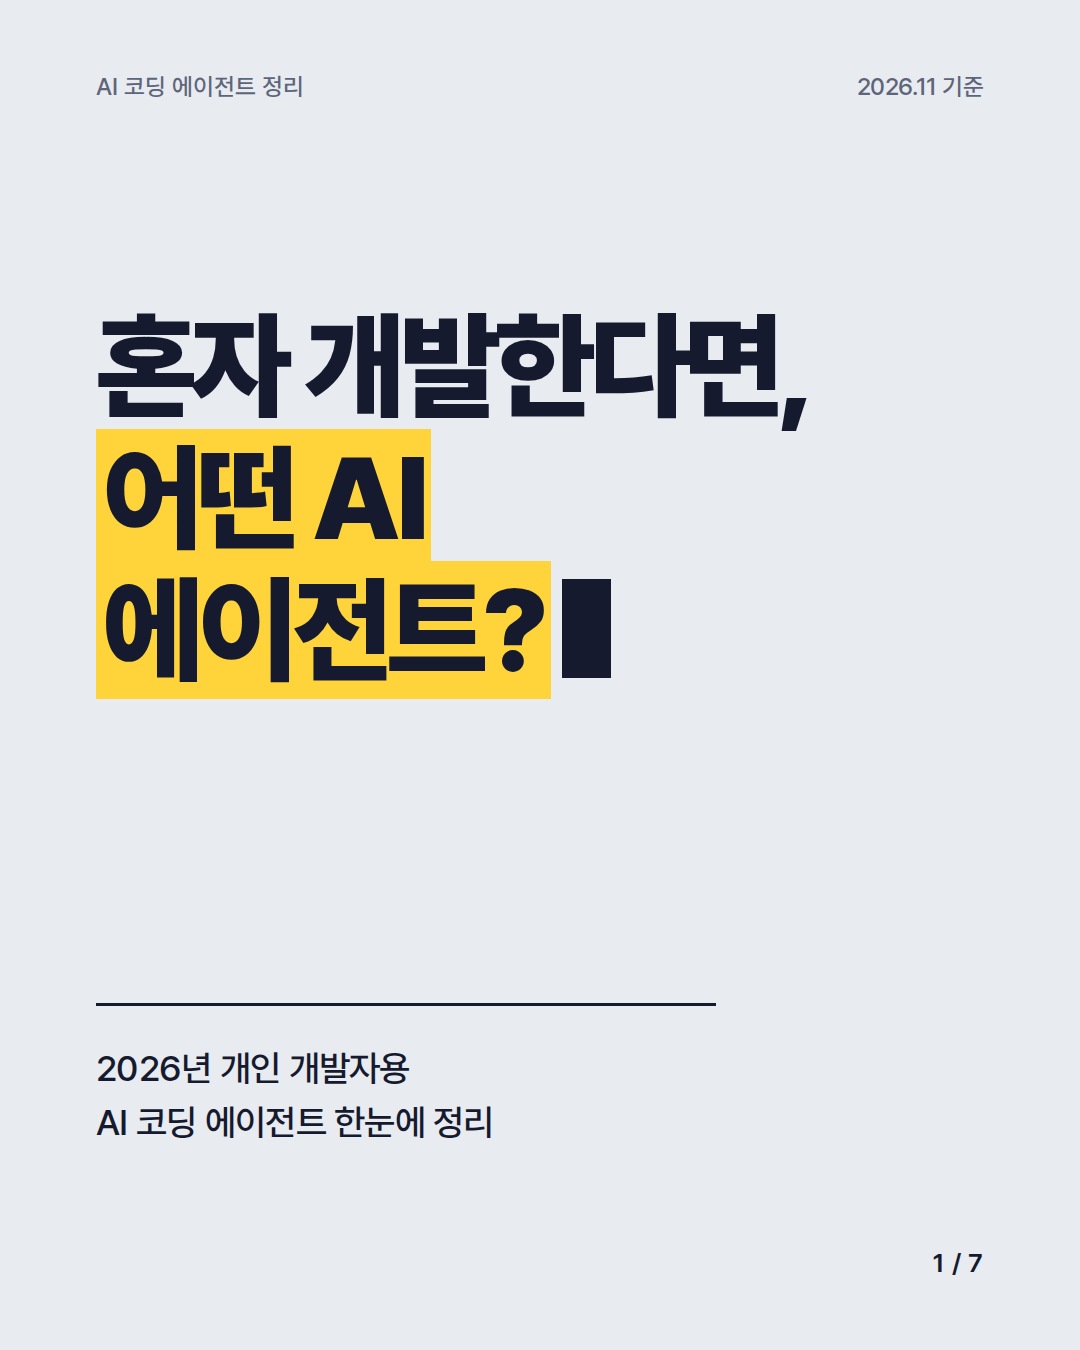 AI 코딩 에이전트 정리
2026.11 기준
혼자 개발한다면,
어떤 AI
에이전트?
2026년 개인 개발자용
AI 코딩 에이전트 한눈에 정리
1 / 7